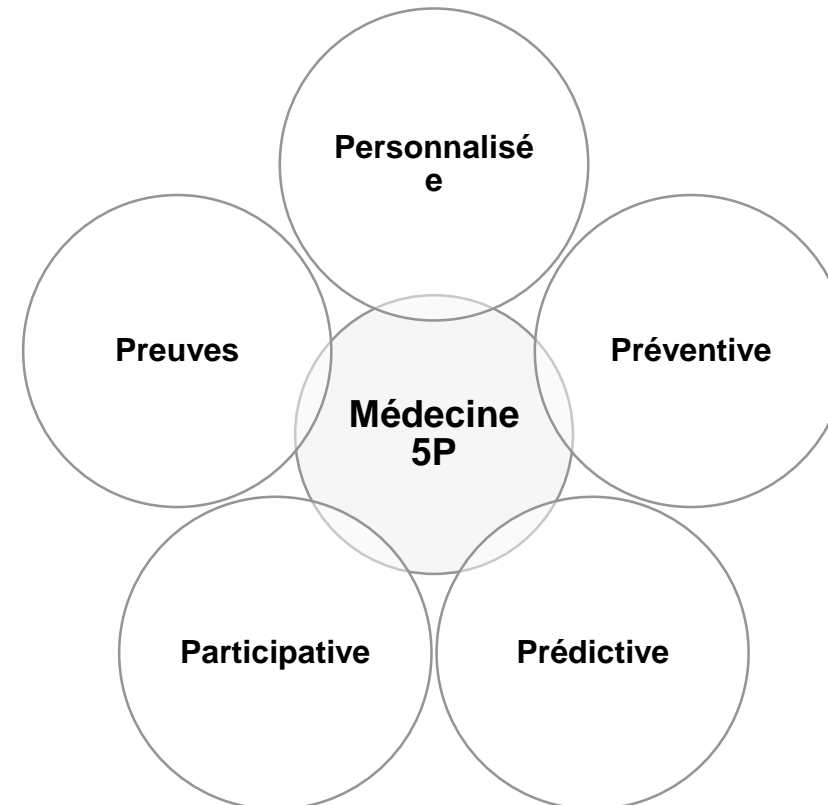 Personnalisé
e
Preuves
Préventive
Médecine
5P
Participative
Prédictive